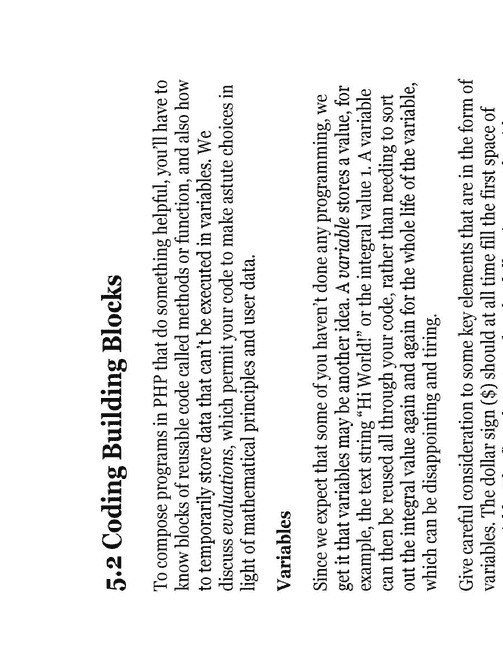 5.2 Coding Building Blocks
To compose programs in PHP that do something helpful, you'll have to
know blocks of reusable code called methods or function, and also how
to temporarily store data that can't be executed in variables. We
discuss evaluations, which permit your code to make astute choices in
light of mathematical principles and user data.
Variables
Since we expect that some of you haven't done any programming, we
get it that variables may be another idea. A variable stores a value, for
example, the text string “Hi World!” or the integral value 1. A variable
can then be reused all through your code, rather than needing to sort
out the integral value again and again for the whole life of the variable,
which can be disappointing and tiring.
Give careful consideration to some key elements that are in the form of
variables. The dollar sign ($) should at all time fill the first space of